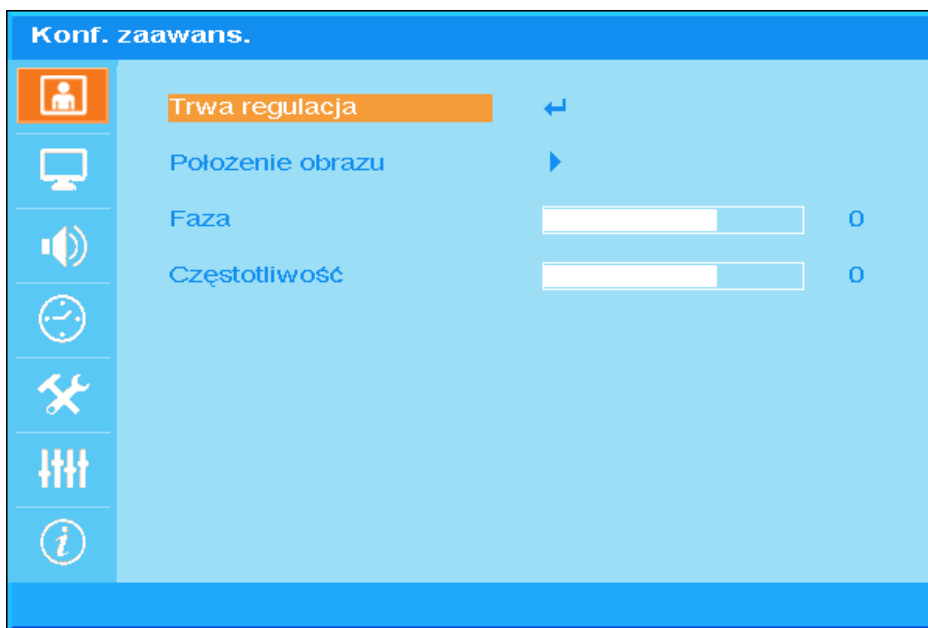 Konf. zaawans.
Trwa regulacja
Położenie obrazu
Faza 0
Częstotliwość 0